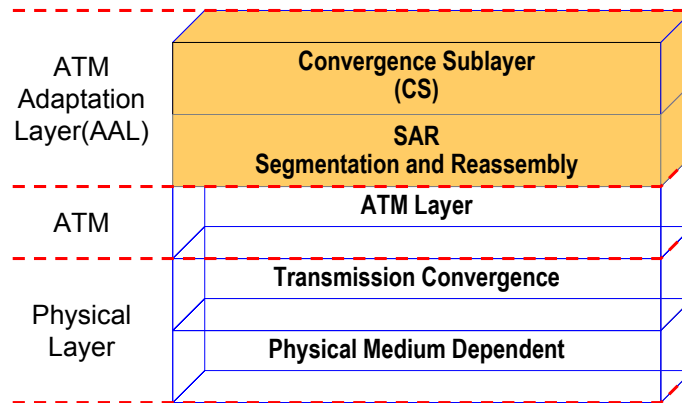 ATM
Adaptation
Layer(AAL)
Convergence Sublayer
(CS)
SAR
Segmentation and Reassembly
ATM
ATM Layer
Physical
Layer
Transmission Convergence
Physical Medium Dependent